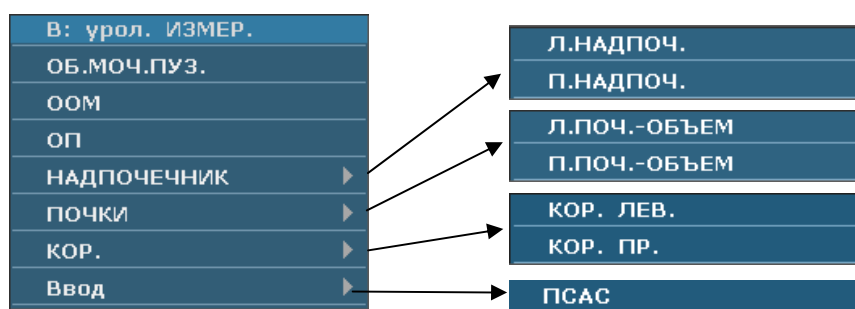 В: урол. ИЗМЕР.
ОБ.МОЧ.ПУЗ.
ООМ
ОП
НАДПОЧЕЧНИК
ПОЧКИ
КОР.
Ввод
Л.НАДПОЧ.
П.НАДПОЧ.
Л.ПОЧ.-ОБЪЕМ
П.ПОЧ.-ОБЪЕМ
КОР. ЛЕВ.
КОР. ПР.
ПСАС